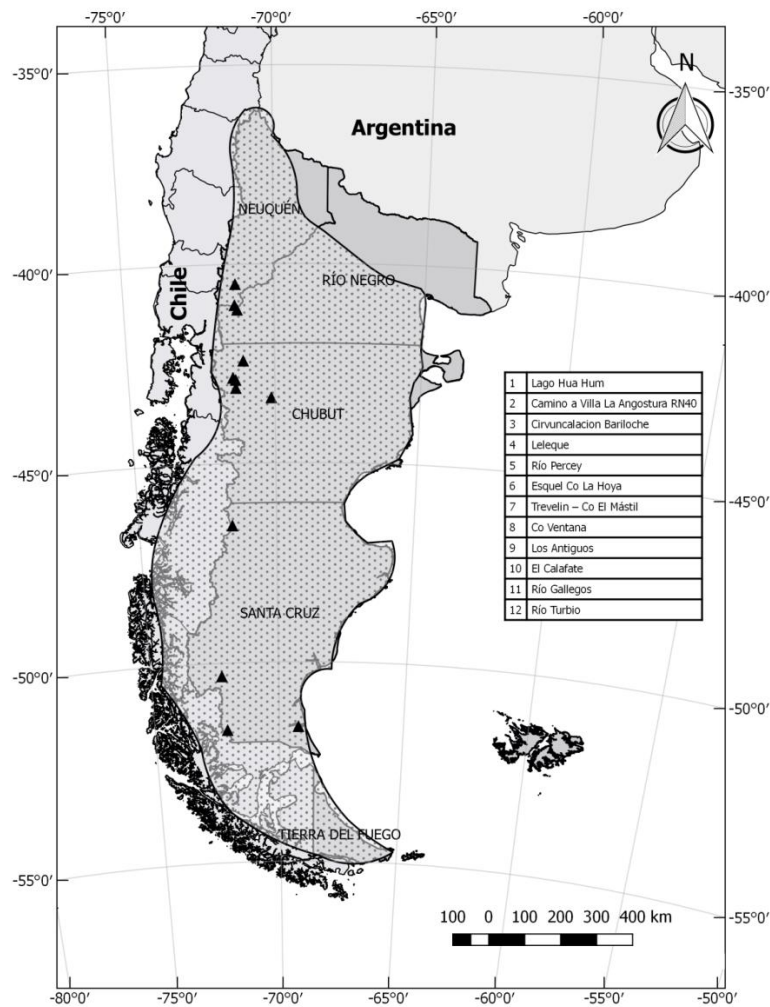 -75°0′ -70°0′ -65°0′ -60°0′
-35°0′ -35°0′
N
Argentina
NEUQUÉN
-40°0′ -40°0′
RÍO NEGRO
Chile
1 Lago Hua Hum
2 Camino a Villa La Angostura RN40
3 Cirvuncalacion Bariloche
4 Leleque
5 Río Percey
6 Esquel Co La Hoya
7 Trevelin – Co El Mástil
8 Co Ventana
9 Los Antiguos
10 El Calafate
11 Río Gallegos
12 Río Turbio
CHUBUT
-45°0′ -45°0′
SANTA CRUZ
-50°0′ -50°0′
TIERRA DEL FUEGO
-55°0′ -55°0′
100 0 100 200 300 400 km
-80°0′ -75°0′ -70°0′ -65°0′ -60°0′ -55°0′ -50°0′